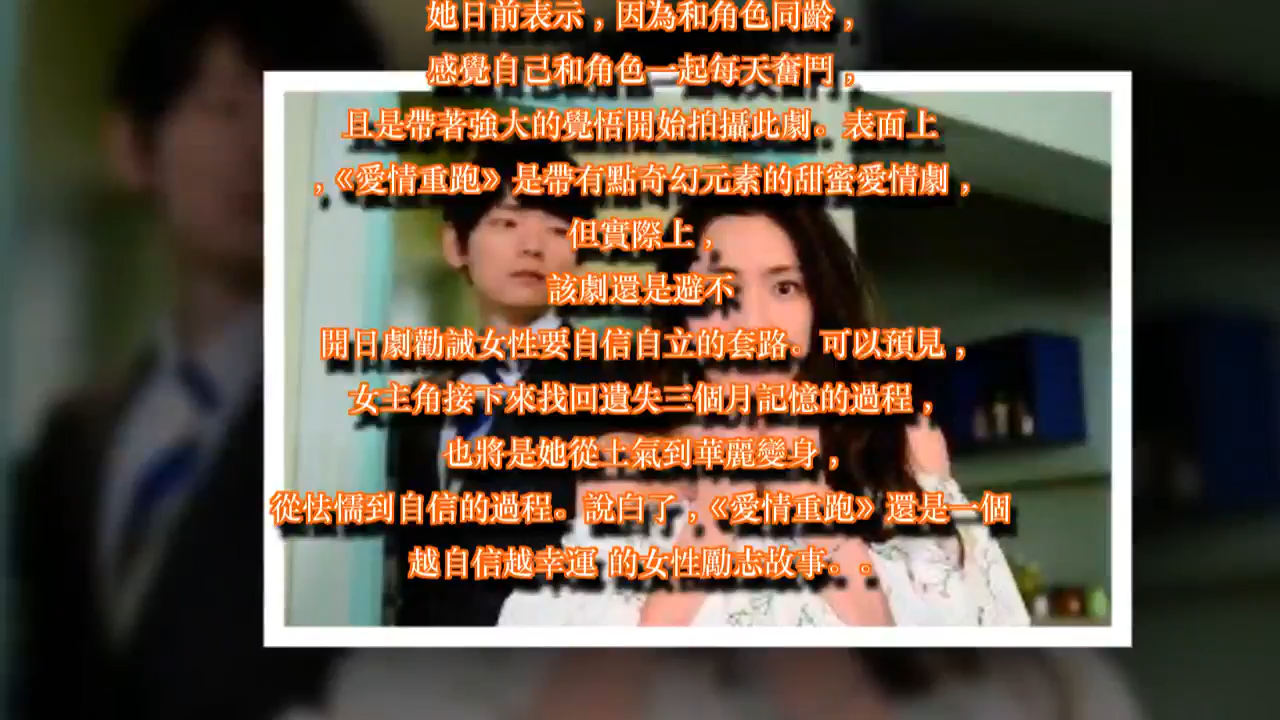 她日前表示，因為和角色同齡，
感覺自己和角色一起每天奮鬥，
且是帶著強大的覺悟開始拍攝此劇。表面上
，《愛情重跑》是帶有點奇幻元素的甜蜜愛情劇，
但實際上，
該劇還是避不
開日劇勸誡女性要自信自立的套路。可以預見，
女主角接下來找回遺失三個月記憶的過程，
也將是她從土氣到華麗變身，
從怯懦到自信的過程。說白了，《愛情重跑》還是一個
越自信越幸運 的女性勵志故事。。